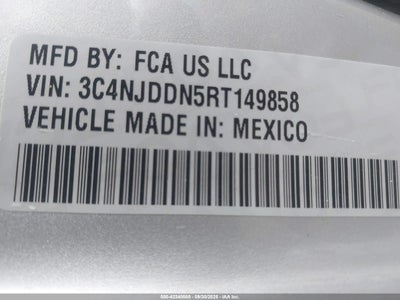 MFD BY: FCA US LLC
VIN: 3C4NJDDN5RT149858
VEHICLE MADE IN: MEXICO